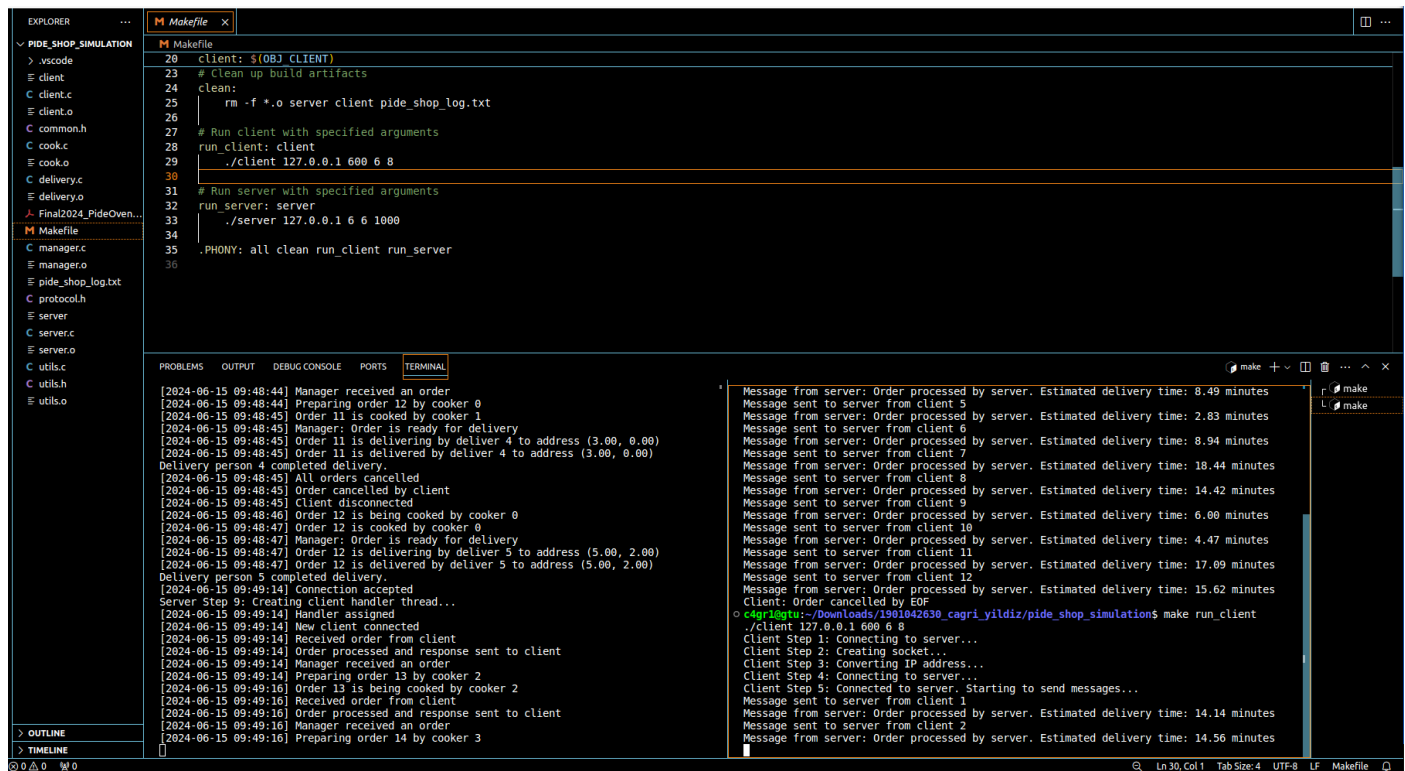 EXPLORER
PIDE_SHOP_SIMULATION
.vscode
client
C client.c
client.o
C common.h
C cook.c
cook.o
C delivery.c
delivery.o
Final2024_PideOven...
M Makefile
C manager.c
manager.o
pide_shop_log.txt
C protocol.h
server
C server.c
server.o
C utils.c
C utils.h
utils.o
OUTLINE
TIMELINE
M Makefile ×
M Makefile
20 client: $(OBJ_CLIENT)
23 # Clean up build artifacts
24 clean:
25 rm -f *.o server client pide_shop_log.txt
26
27 # Run client with specified arguments
28 run_client: client
29 ./client 127.0.0.1 600 6 8
30
31 # Run server with specified arguments
32 run_server: server
33 ./server 127.0.0.1 6 6 1000
34
35 .PHONY: all clean run_client run_server
36
PROBLEMS OUTPUT DEBUG CONSOLE PORTS TERMINAL
make
[2024-06-15 09:48:44] Manager received an order
[2024-06-15 09:48:44] Preparing order 12 by cooker 0
[2024-06-15 09:48:45] Order 11 is cooked by cooker 1
[2024-06-15 09:48:45] Manager: Order is ready for delivery
[2024-06-15 09:48:45] Order 11 is delivering by deliver 4 to address (3.00, 0.00)
[2024-06-15 09:48:45] Order 11 is delivered by deliver 4 to address (3.00, 0.00)
Delivery person 4 completed delivery.
[2024-06-15 09:48:45] All orders cancelled
[2024-06-15 09:48:45] Order cancelled by client
[2024-06-15 09:48:45] Client disconnected
[2024-06-15 09:48:46] Order 12 is being cooked by cooker 0
[2024-06-15 09:48:47] Order 12 is cooked by cooker 0
[2024-06-15 09:48:47] Manager: Order is ready for delivery
[2024-06-15 09:48:47] Order 12 is delivering by deliver 5 to address (5.00, 2.00)
[2024-06-15 09:48:47] Order 12 is delivered by deliver 5 to address (5.00, 2.00)
Delivery person 5 completed delivery.
[2024-06-15 09:49:14] Connection accepted
Server Step 9: Creating client handler thread...
[2024-06-15 09:49:14] Handler assigned
[2024-06-15 09:49:14] New client connected
[2024-06-15 09:49:14] Received order from client
[2024-06-15 09:49:14] Order processed and response sent to client
[2024-06-15 09:49:14] Manager received an order
[2024-06-15 09:49:14] Preparing order 13 by cooker 2
[2024-06-15 09:49:16] Order 13 is being cooked by cooker 2
[2024-06-15 09:49:16] Received order from client
[2024-06-15 09:49:16] Order processed and response sent to client
[2024-06-15 09:49:16] Manager received an order
[2024-06-15 09:49:16] Preparing order 14 by cooker 3
Message from server: Order processed by server. Estimated delivery time: 8.49 minutes
Message sent to server from client 5
Message from server: Order processed by server. Estimated delivery time: 2.83 minutes
Message sent to server from client 6
Message from server: Order processed by server. Estimated delivery time: 8.94 minutes
Message sent to server from client 7
Message from server: Order processed by server. Estimated delivery time: 18.44 minutes
Message sent to server from client 8
Message from server: Order processed by server. Estimated delivery time: 14.42 minutes
Message sent to server from client 9
Message from server: Order processed by server. Estimated delivery time: 6.00 minutes
Message sent to server from client 10
Message from server: Order processed by server. Estimated delivery time: 4.47 minutes
Message sent to server from client 11
Message from server: Order processed by server. Estimated delivery time: 17.09 minutes
Message sent to server from client 12
Message from server: Order processed by server. Estimated delivery time: 15.62 minutes
Client: Order cancelled by EOF
c4gr1@gtu:~/Downloads/1901042630_cagri_yildiz/pide_shop_simulation$ make run_client
./client 127.0.0.1 600 6 8
Client Step 1: Connecting to server...
Client Step 2: Creating socket...
Client Step 3: Converting IP address...
Client Step 4: Connecting to server...
Client Step 5: Connected to server. Starting to send messages...
Message sent to server from client 1
Message from server: Order processed by server. Estimated delivery time: 14.14 minutes
Message sent to server from client 2
Message from server: Order processed by server. Estimated delivery time: 14.56 minutes
make
make
0 0 0
Ln 30, Col 1 Tab Size: 4 UTF-8 LF Makefile